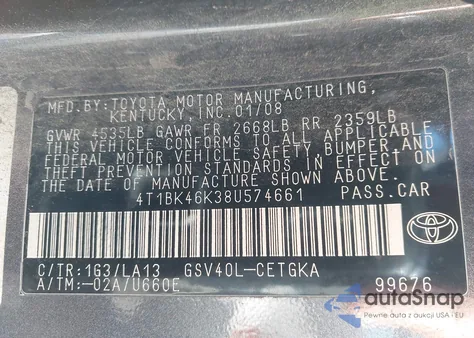 MFD.BY:TOYOTA MOTOR MANUFACTURING,
KENTUCKY, INC.01/08
GVWR 4535LB GAWR FR 2668LB RR 2359LB
THIS VEHICLE CONFORMS TO ALL APPLICABLE
FEDERAL MOTOR VEHICLE SAFETY, BUMPER, AND
THEFT PREVENTION STANDARDS IN EFFECT ON
THE DATE OF MANUFACTURE SHOWN ABOVE.
4T1BK46K38U574661 PASS.CAR
TOYOTA
C/TR:1G3/LA13 GSV40L-CETGKA
A/TM:-02A/U660E 99676
autoSnap
Pewne auta z USA i EU